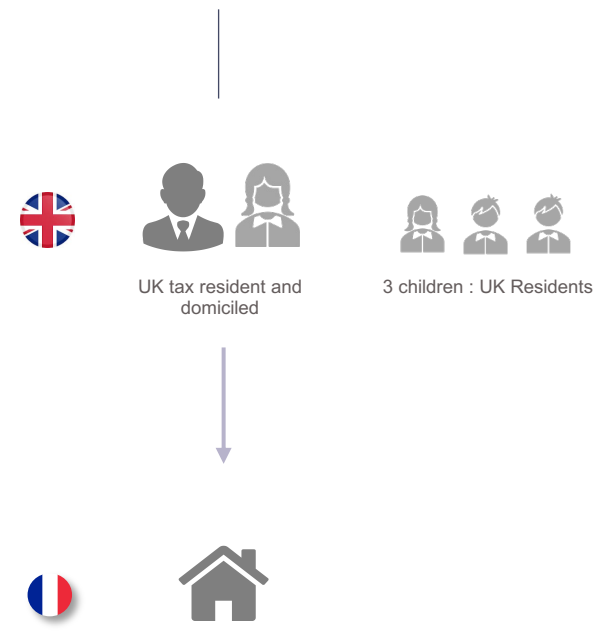 UK tax resident and
domiciled
3 children : UK Residents